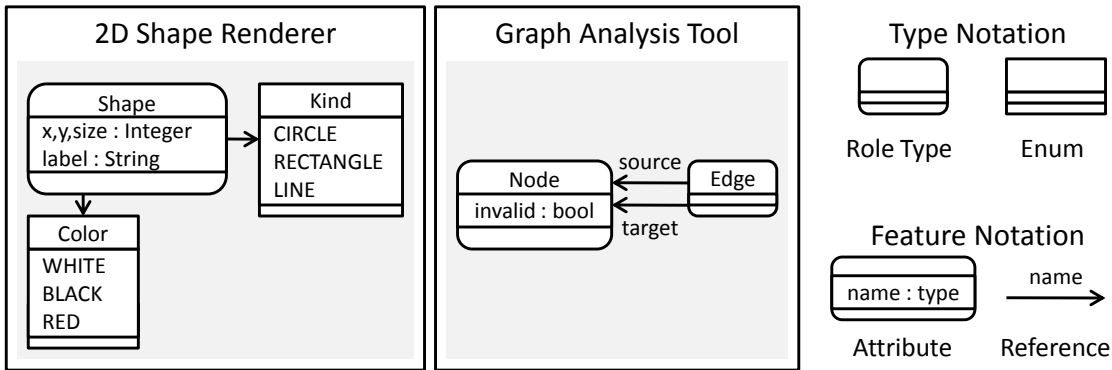 2D Shape Renderer
Shape
x,y,size : Integer
label : String
Kind
CIRCLE
RECTANGLE
LINE
Color
WHITE
BLACK
RED
Graph Analysis Tool
Node
invalid : bool
source
target
Edge
Type Notation
Role Type
Enum
Feature Notation
name : type
name
Attribute
Reference